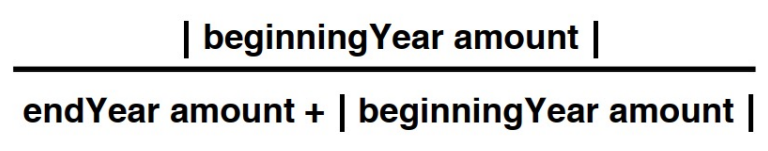 | beginningYear amount |
endYear amount + | beginningYear amount |